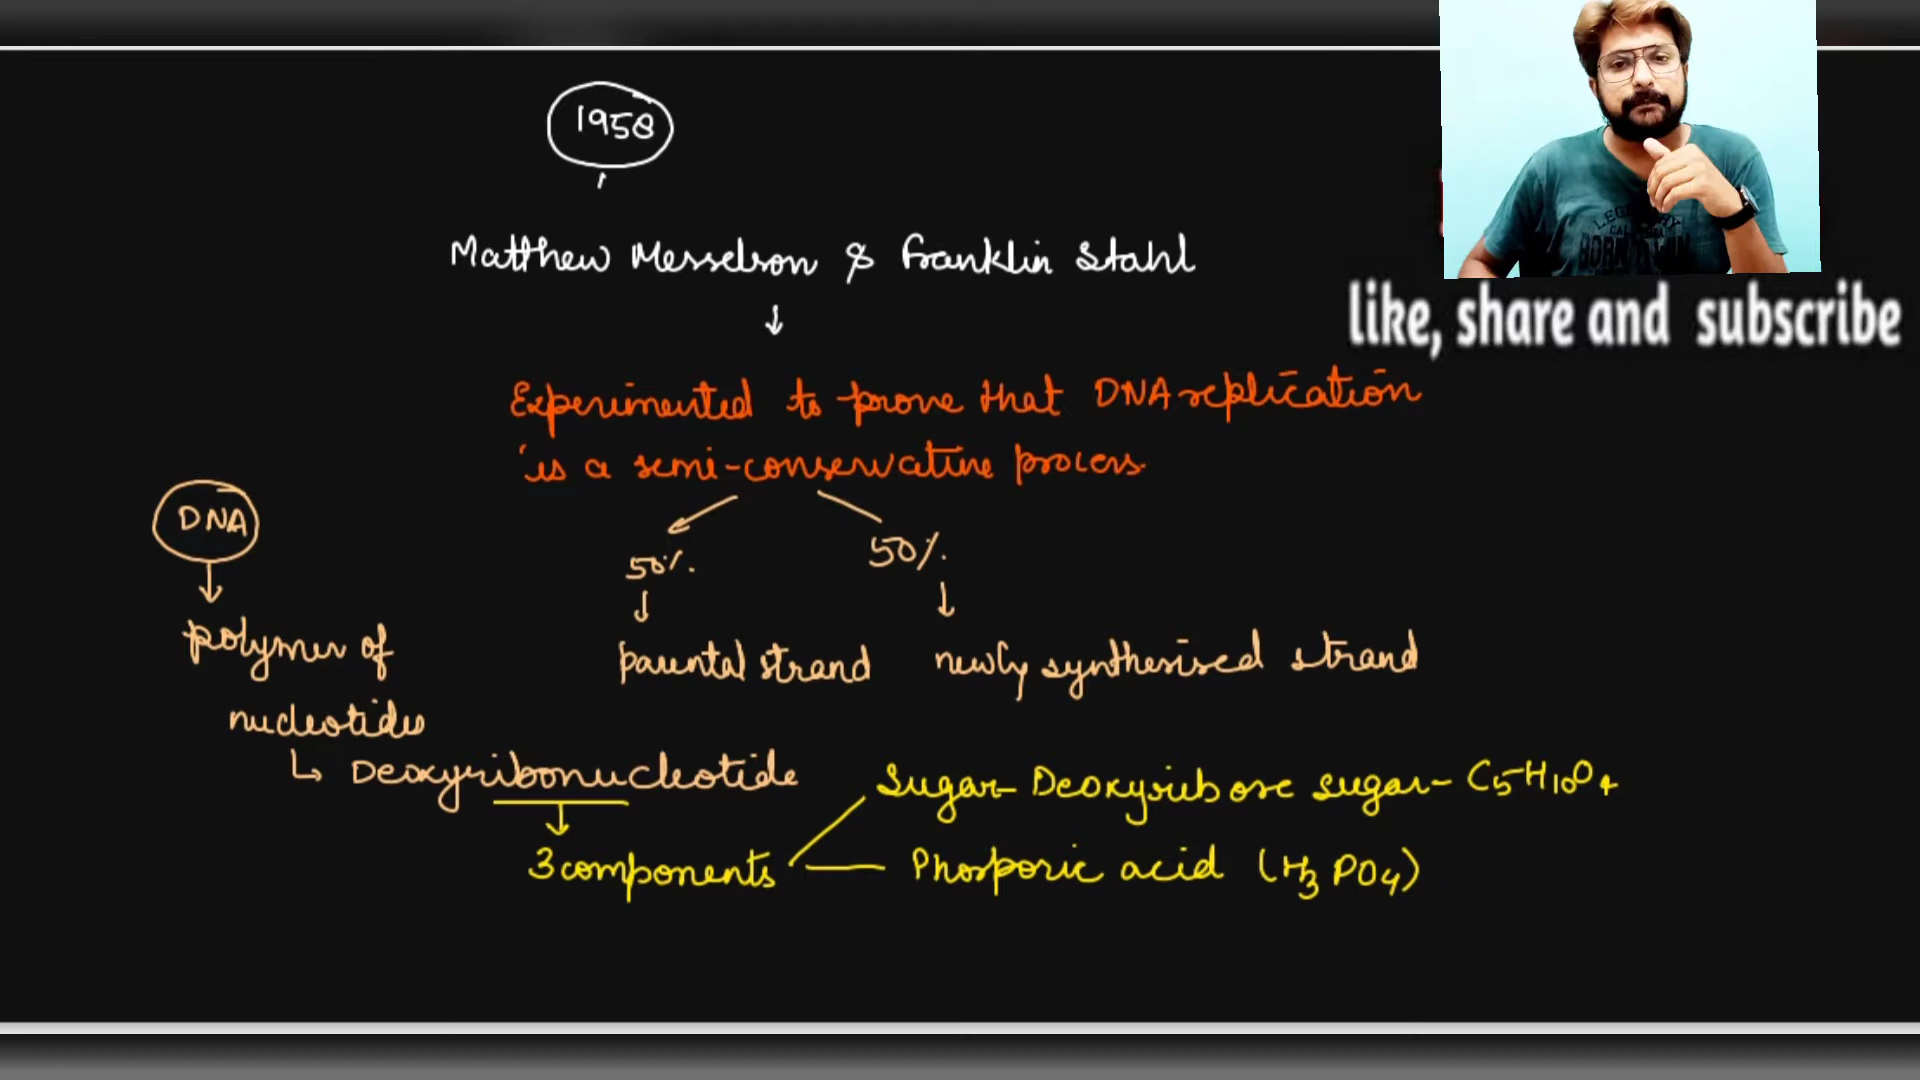 1958
Matthew Messelson & Franklin Stahl
like, share and subscribe
Experimented to prove that DNA replication
is a semi-conservative process.
DNA
50%. 50%.
polymer of
parental strand newly synthesised strand
nucleotides
Deoxyribonucleotide
Sugar- Deoxyribose sugar- C5H10O4
3 components
Phosporic acid (H3PO4)